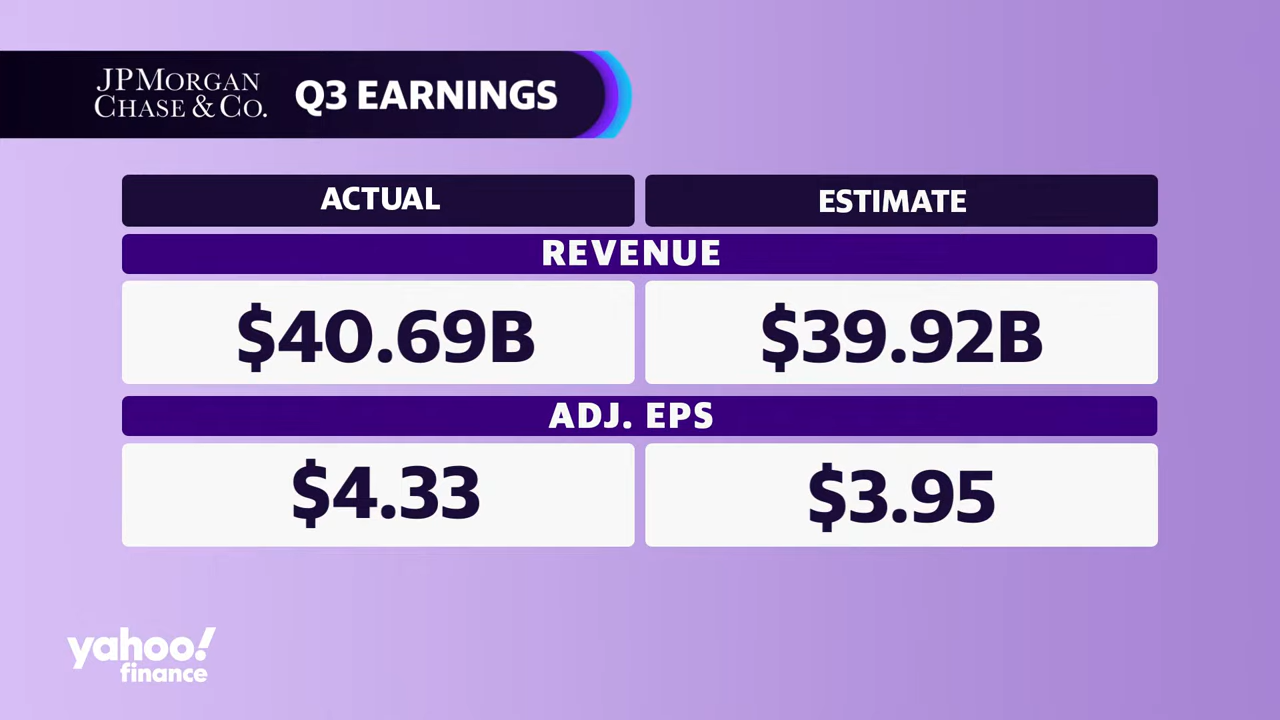 JPMORGAN
CHASE & CO.
Q3 EARNINGS
ACTUAL
ESTIMATE
REVENUE
$40.69B
$39.92B
ADJ. EPS
$4.33
$3.95
yahoo!
finance